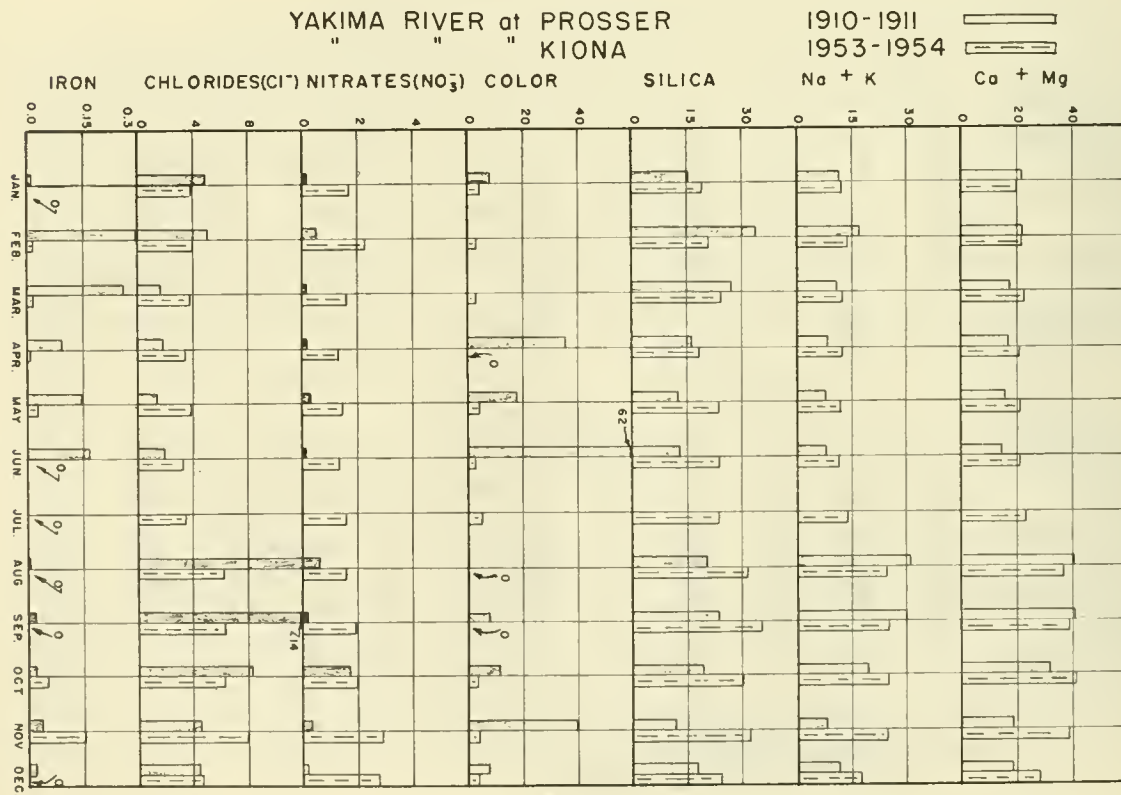 YAKIMA RIVER at PROSSER
" " " KIONA
1910-1911
1953-1954
IRON CHLORIDES(Cl⁻) NITRATES(NO₃⁻) COLOR SILICA Na + K Ca + Mg
0.0 0.15 0.3 0 4 8 0 2 4 0 20 40 0 15 30 0 15 30 0 2 40
JAN. 0
FEB.
MAR.
APR. 0
MAY
62
JUN 0
JUL. 0
AUG 0 0
SEP 0 0
14.2
OCT
NOV
DEC 0